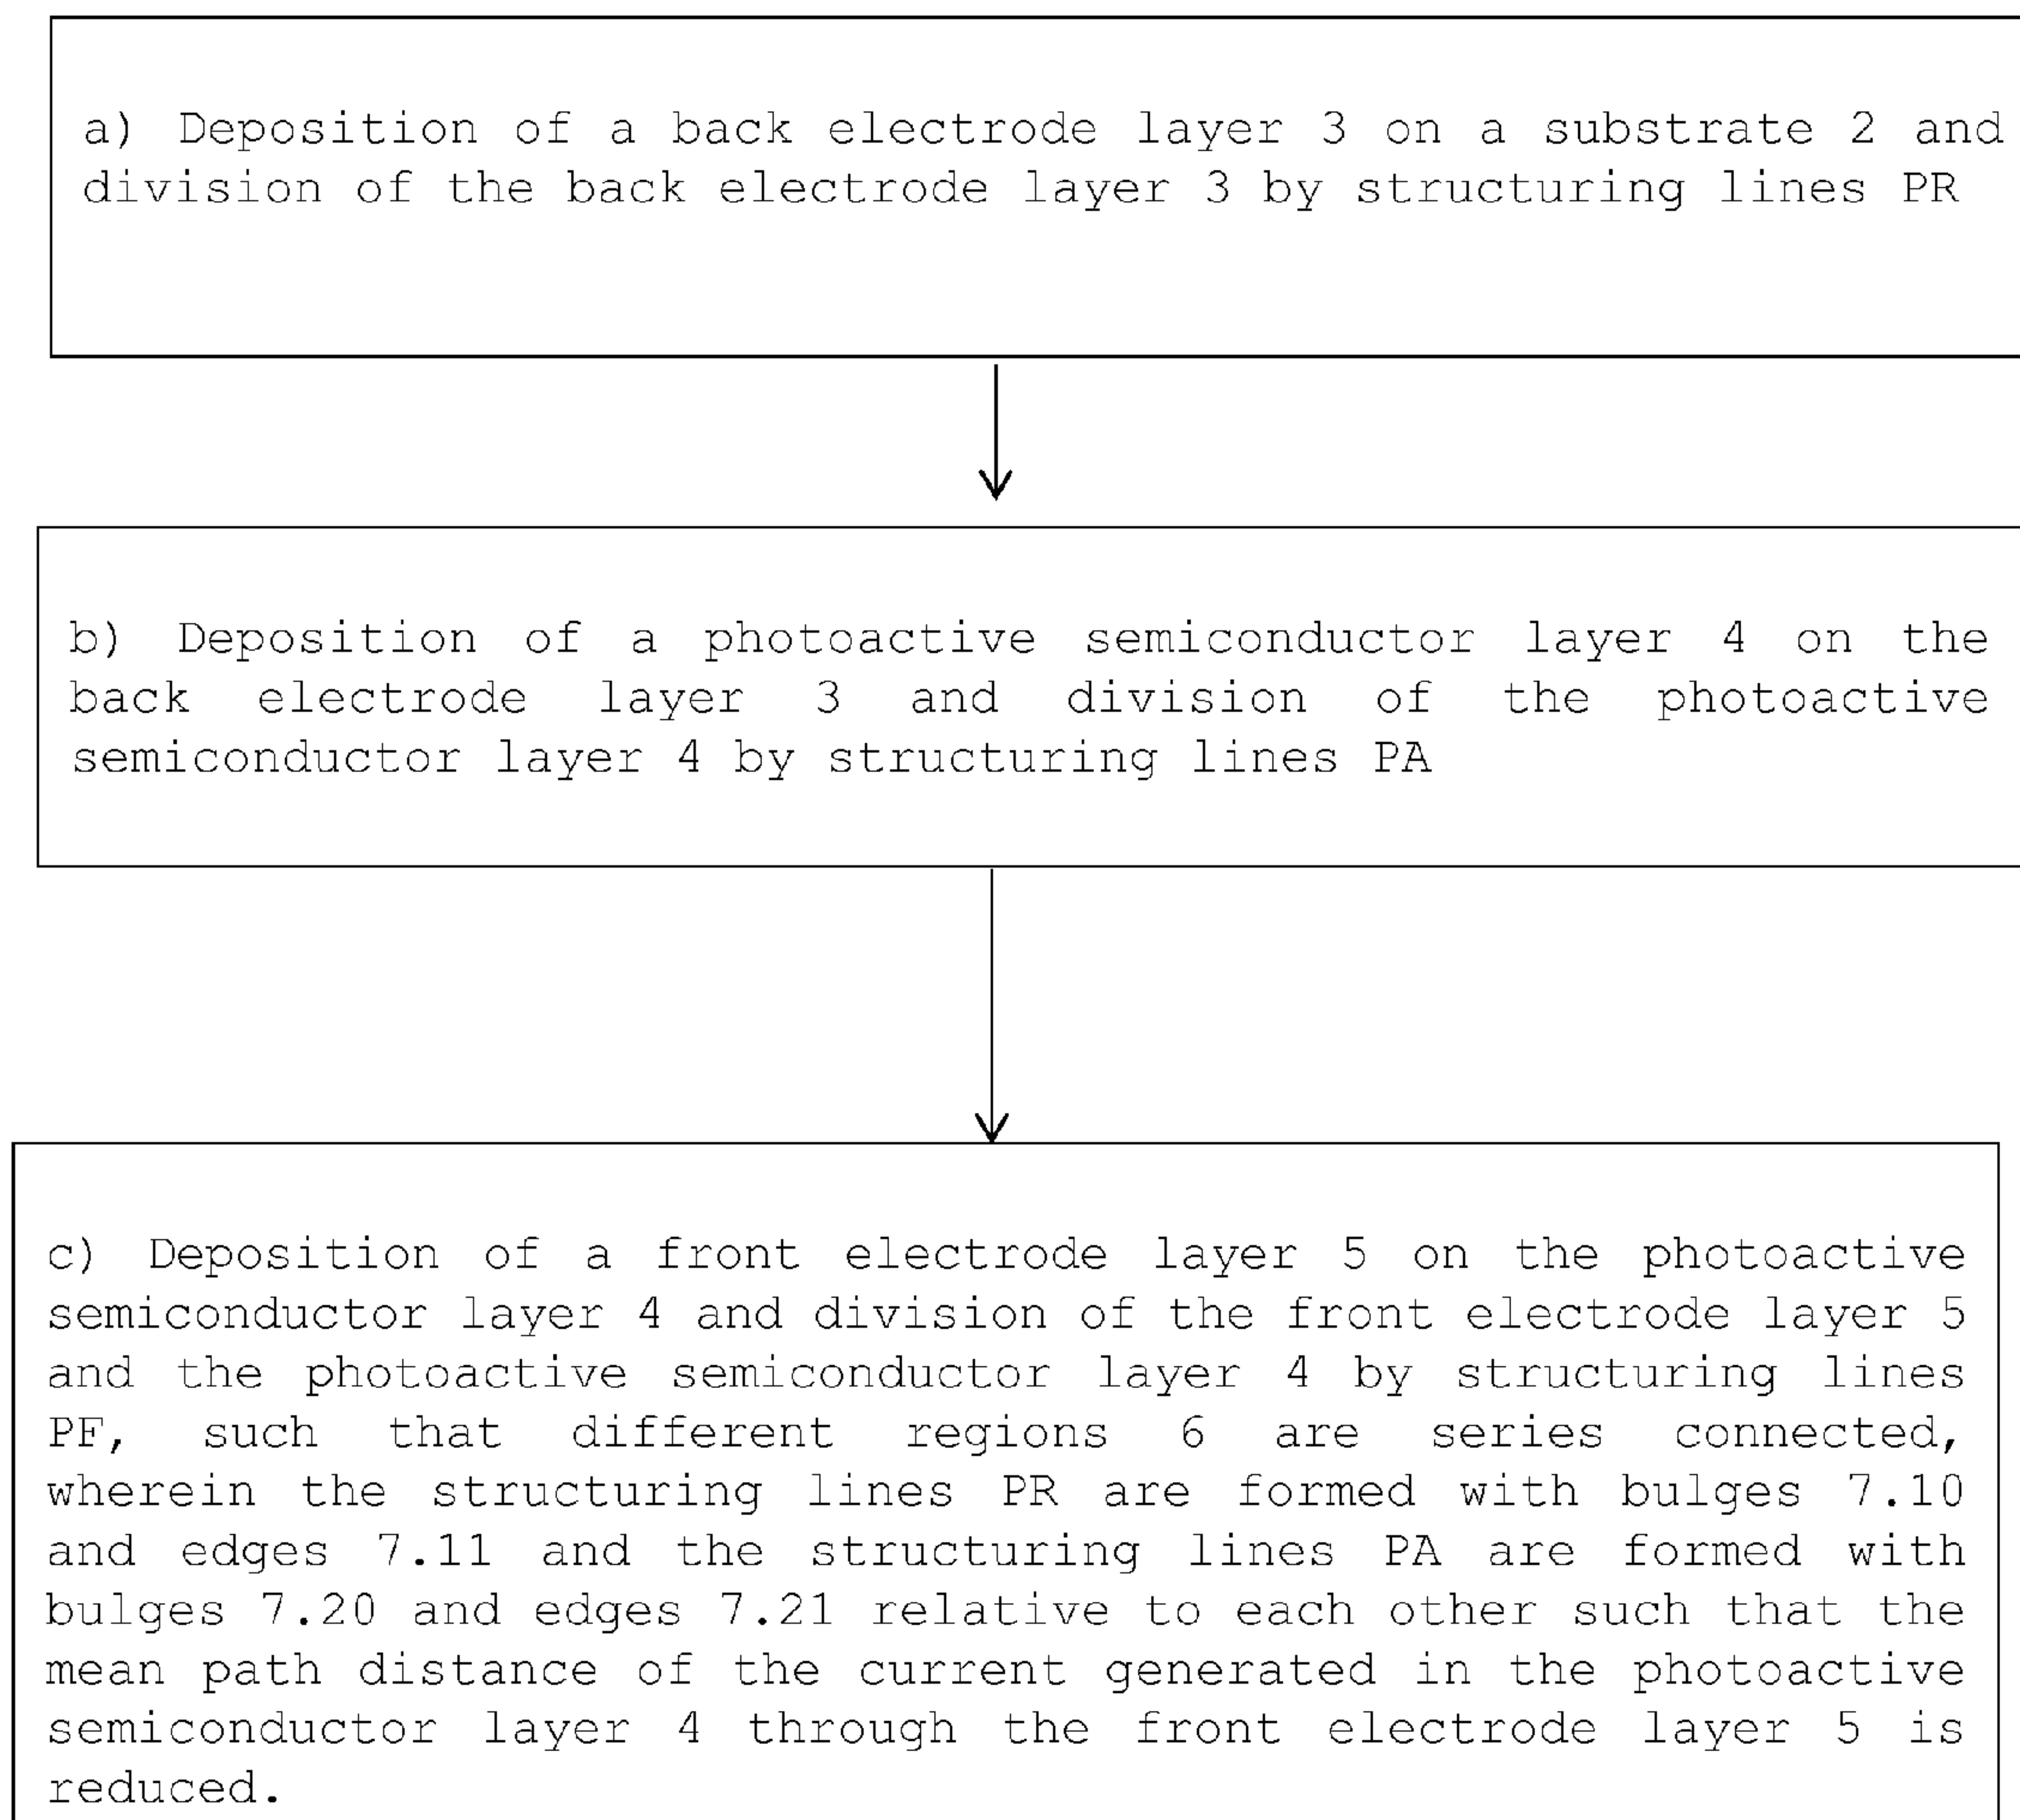 a) Deposition of a back electrode layer 3 on a substrate 2 and
division of the back electrode layer 3 by structuring lines PR
b) Deposition of a photoactive semiconductor layer 4 on the
back electrode layer 3 and division of the photoactive
semiconductor layer 4 by structuring lines PA
c) Deposition of a front electrode layer 5 on the photoactive
semiconductor layer 4 and division of the front electrode layer 5
and the photoactive semiconductor layer 4 by structuring lines
PF, such that different regions 6 are series connected,
wherein the structuring lines PR are formed with bulges 7.10
and edges 7.11 and the structuring lines PA are formed with
bulges 7.20 and edges 7.21 relative to each other such that the
mean path distance of the current generated in the photoactive
semiconductor layer 4 through the front electrode layer 5 is
reduced.